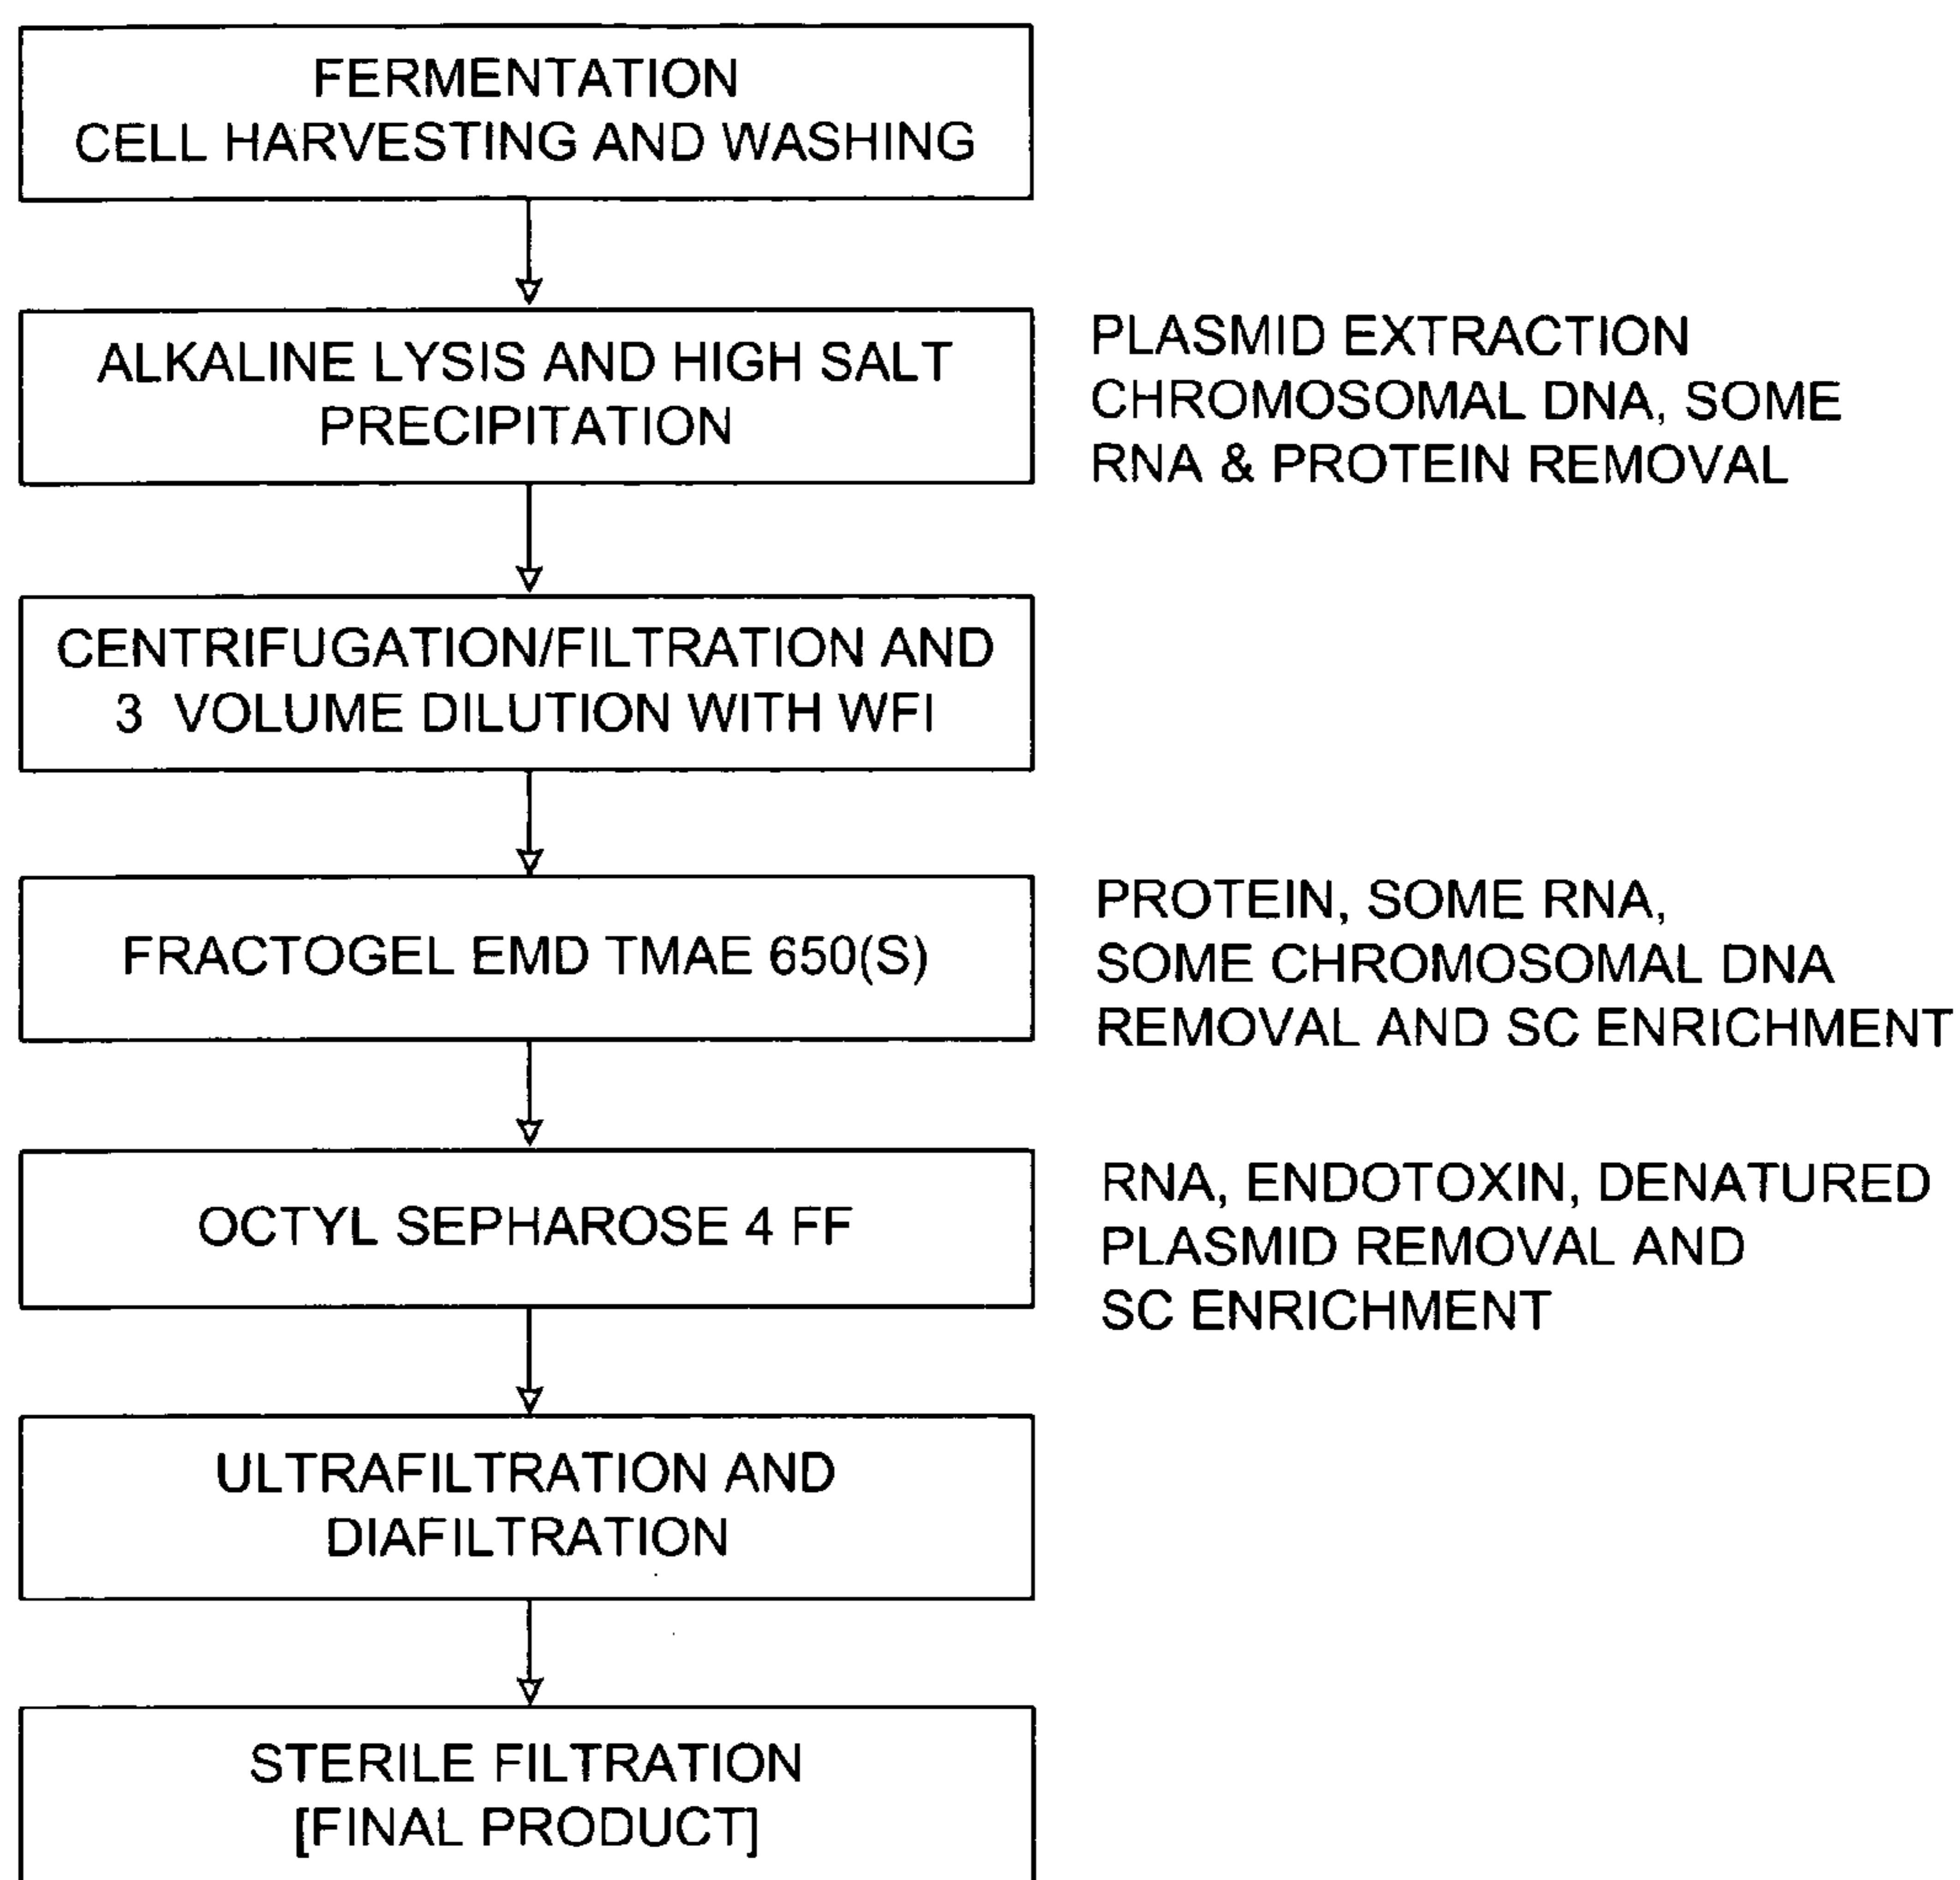 FERMENTATION
CELL HARVESTING AND WASHING
ALKALINE LYSIS AND HIGH SALT
PRECIPITATION
PLASMID EXTRACTION
CHROMOSOMAL DNA, SOME
RNA & PROTEIN REMOVAL
CENTRIFUGATION/FILTRATION AND
3 VOLUME DILUTION WITH WFI
FRACTOGEL EMD TMAE 650(S)
PROTEIN, SOME RNA,
SOME CHROMOSOMAL DNA
REMOVAL AND SC ENRICHMENT
OCTYL SEPHAROSE 4 FF
RNA, ENDOTOXIN, DENATURED
PLASMID REMOVAL AND
SC ENRICHMENT
ULTRAFILTRATION AND
DIAFILTRATION
STERILE FILTRATION
[FINAL PRODUCT]